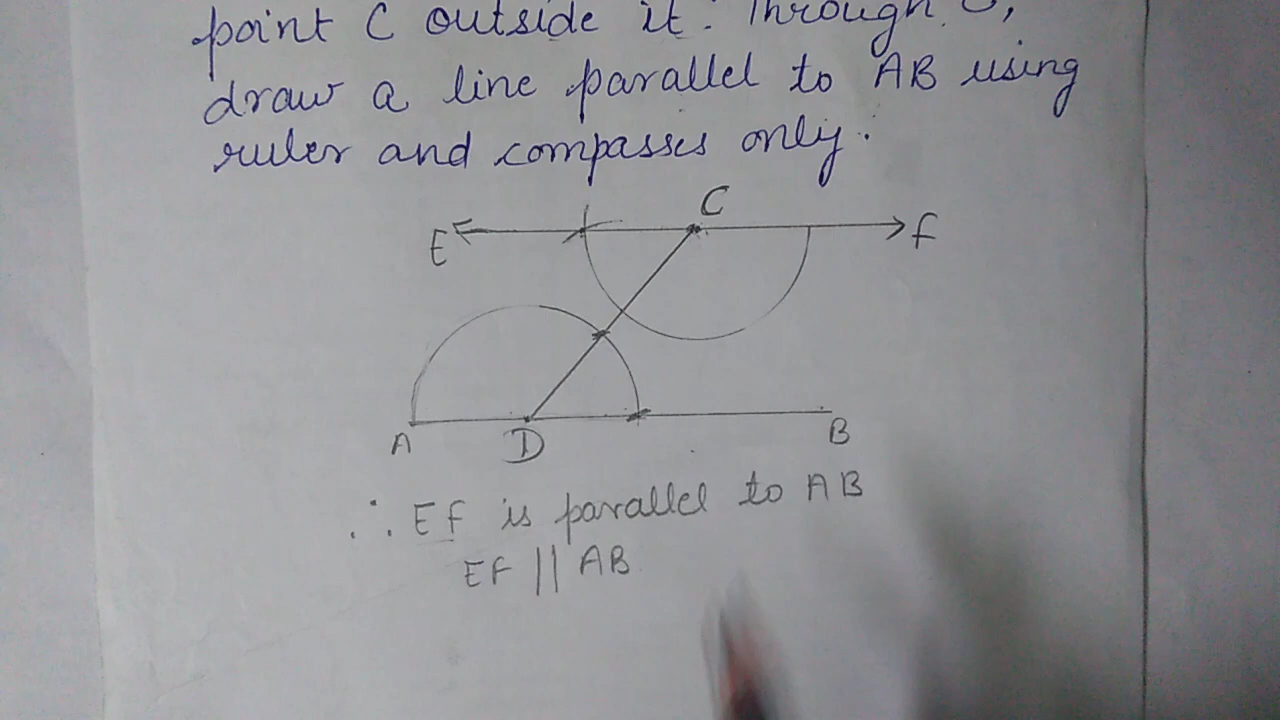 point C outside it. Through C,
draw a line parallel to AB using
ruler and compasses only.
C
E
F
A
D
B
∴ EF is parallel to AB
EF || AB